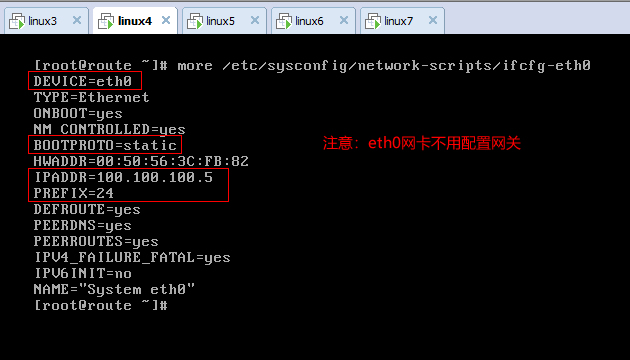 linux3
linux4
linux5
linux6
linux7
[root@route ~]# more /etc/sysconfig/network-scripts/ifcfg-eth0
DEVICE=eth0
TYPE=Ethernet
ONBOOT=yes
NM_CONTROLLED=yes
BOOTPROTO=static
注意：eth0网卡不用配置网关
HWADDR=00:50:56:3C:FB:82
IPADDR=100.100.100.5
PREFIX=24
DEFROUTE=yes
PEERDNS=yes
PEERROUTES=yes
IPV4_FAILURE_FATAL=yes
IPV6INIT=no
NAME="System eth0"
[root@route ~]#